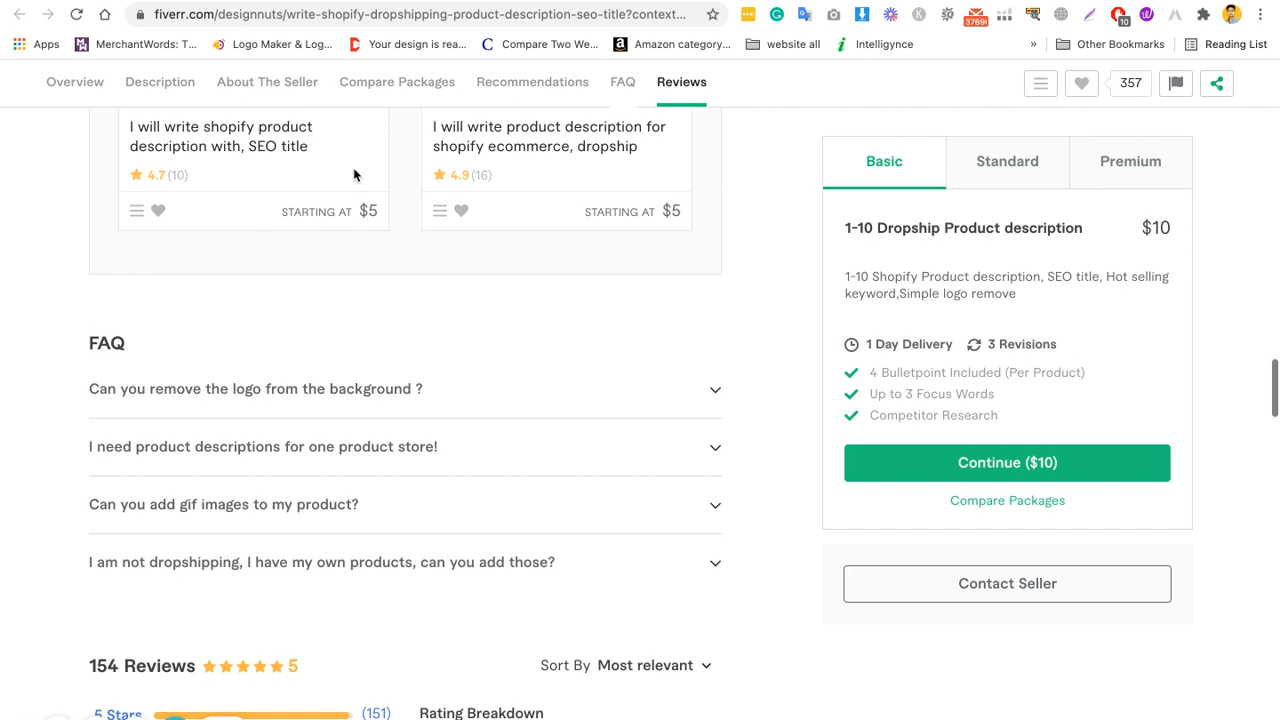 fiverr.com/designnuts/write-shopify-dropshipping-product-description-seo-title?context...
3769!
10
Apps
MerchantWords: T...
Logo Maker & Log...
Your design is rea...
Compare Two We...
Amazon category...
website all
Intelligynce
»
Other Bookmarks
Reading List
Overview
Description
About The Seller
Compare Packages
Recommendations
FAQ
Reviews
357
I will write shopify product
description with, SEO title
4.7(10)
STARTING AT $5
I will write product description for
shopify ecommerce, dropship
4.9(16)
STARTING AT $5
Basic
Standard
Premium
1-10 Dropship Product description $10
1-10 Shopify Product description, SEO title, Hot selling
keyword,Simple logo remove
1 Day Delivery 3 Revisions
4 Bulletpoint Included (Per Product)
Up to 3 Focus Words
Competitor Research
Continue ($10)
Compare Packages
Contact Seller
FAQ
Can you remove the logo from the background ?
I need product descriptions for one product store!
Can you add gif images to my product?
I am not dropshipping, I have my own products, can you add those?
154 Reviews 5
Sort By Most relevant
5 Stars (151)
Rating Breakdown